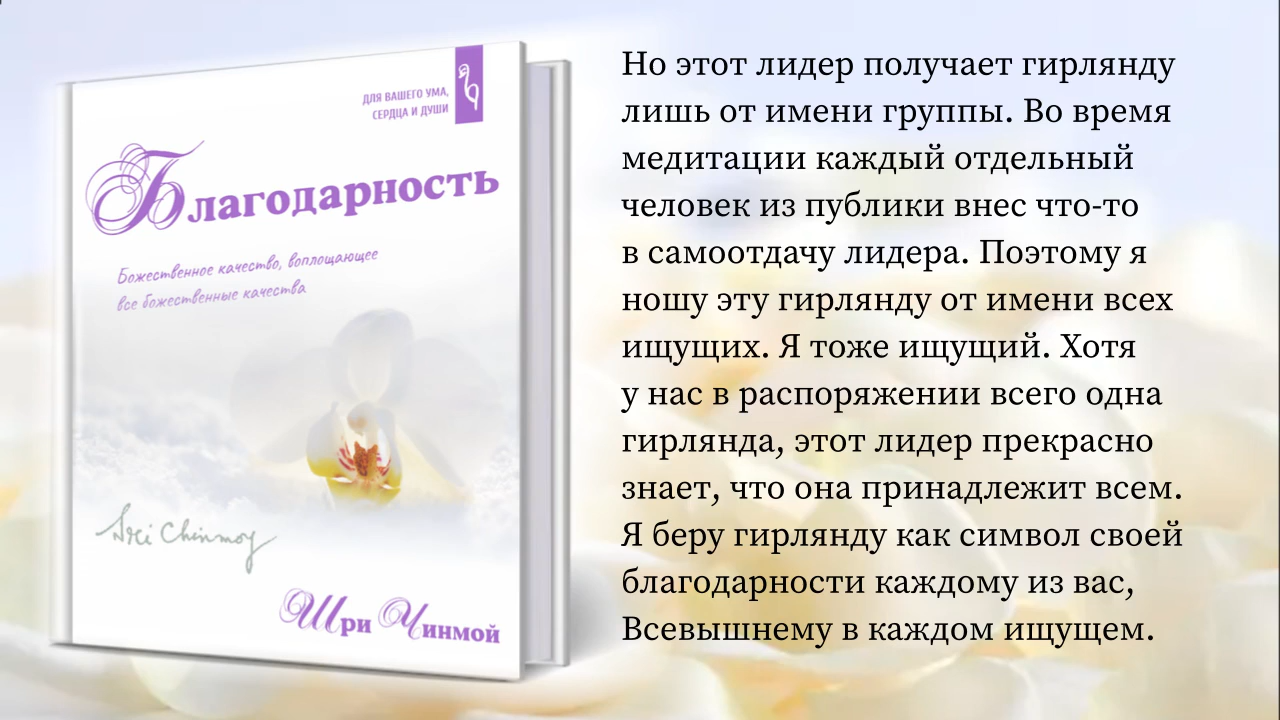 ДЛЯ ВАШЕГО УМА,
СЕРДЦА И ДУШИ
Благодарность
Божественное качество, воплощающее
все божественные качества
Sri Chinmoy
Шри Чинмой
Но этот лидер получает гирлянду
лишь от имени группы. Во время
медитации каждый отдельный
человек из публики внес что-то
в самоотдачу лидера. Поэтому я
ношу эту гирлянду от имени всех
ищущих. Я тоже ищущий. Хотя
у нас в распоряжении всего одна
гирлянда, этот лидер прекрасно
знает, что она принадлежит всем.
Я беру гирлянду как символ своей
благодарности каждому из вас,
Всевышнему в каждом ищущем.